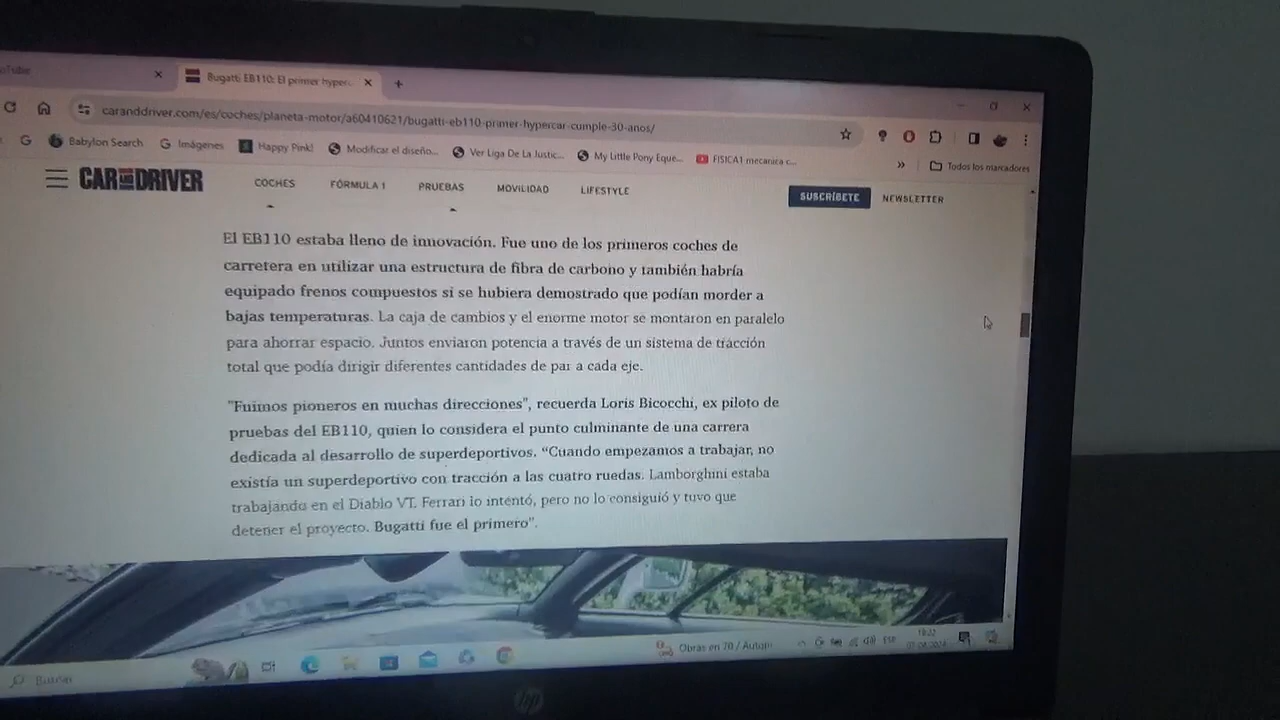 Bugatti EB110: El primer hyperc
caranddriver.com/es/coches/planeta-motor/a60410621/bugatti-eb110-primer-hypercar-cumple-30-anos/
G Babylon Search G Imágenes Happy Pink! Modificar el diseño... Ver Liga De La Justic... My Little Pony Eque... FISICA1 mecanica c... » Todos los marcadores
CAR AND DRIVER COCHES FÓRMULA 1 PRUEBAS MOVILIDAD LIFESTYLE SUSCRÍBETE NEWSLETTER
El EB110 estaba lleno de innovación. Fue uno de los primeros coches de
carretera en utilizar una estructura de fibra de carbono y también habría
equipado frenos compuestos si se hubiera demostrado que podían morder a
bajas temperaturas. La caja de cambios y el enorme motor se montaron en paralelo
para ahorrar espacio. Juntos enviaron potencia a través de un sistema de tracción
total que podía dirigir diferentes cantidades de par a cada eje.
"Fuimos pioneros en muchas direcciones", recuerda Loris Bicocchi, ex piloto de
pruebas del EB110, quien lo considera el punto culminante de una carrera
dedicada al desarrollo de superdeportivos. “Cuando empezamos a trabajar, no
existía un superdeportivo con tracción a las cuatro ruedas. Lamborghini estaba
trabajando en el Diablo VT. Ferrari lo intentó, pero no lo consiguió y tuvo que
detener el proyecto. Bugatti fue el primero”.
Buscar Obras en 70 / Autopi ESP
hp